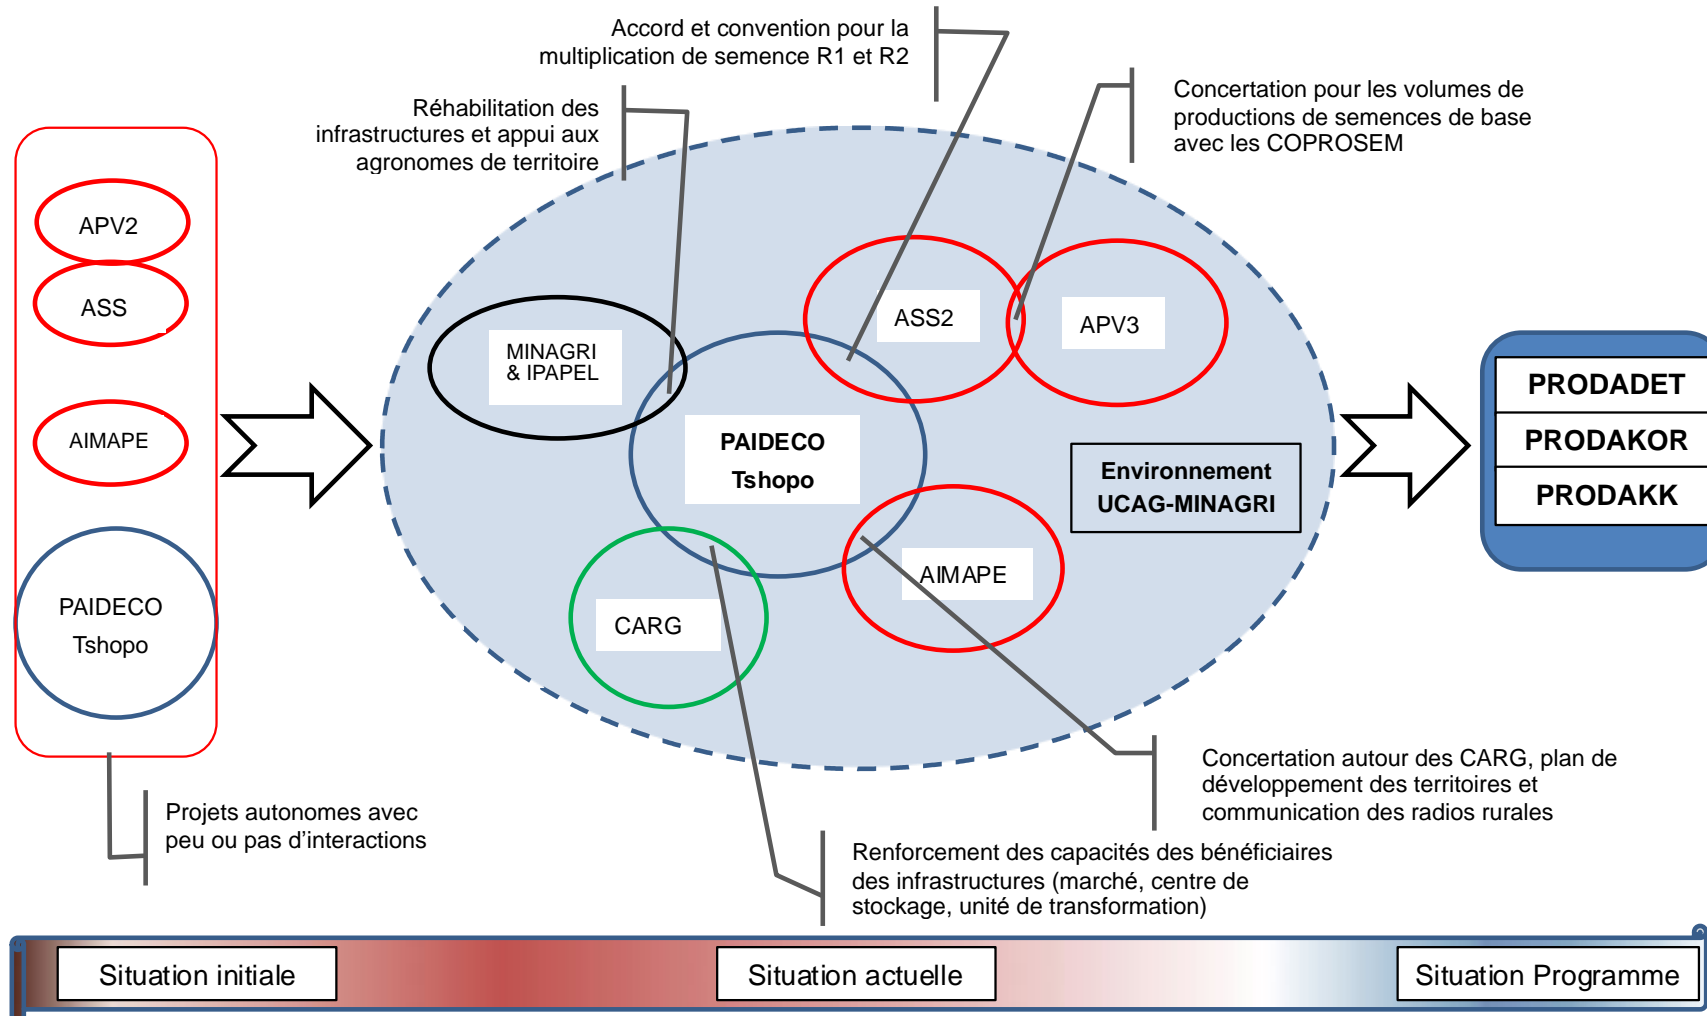 Accord et convention pour la
multiplication de semence R1 et R2
Réhabilitation des
infrastructures et appui aux
agronomes de territoire
Concertation pour les volumes de
productions de semences de base
avec les COPROSEM
APV2
ASS
AIMAPE
PAIDECO
Tshopo
MINAGRI
& IPAPEL
ASS2
APV3
PAIDECO
Tshopo
Environnement
UCAG-MINAGRI
AIMAPE
CARG
PRODADET
PRODAKOR
PRODAKK
Projets autonomes avec
peu ou pas d’interactions
Concertation autour des CARG, plan de
développement des territoires et
communication des radios rurales
Renforcement des capacités des bénéficiaires
des infrastructures (marché, centre de
stockage, unité de transformation)
Situation initiale
Situation actuelle
Situation Programme